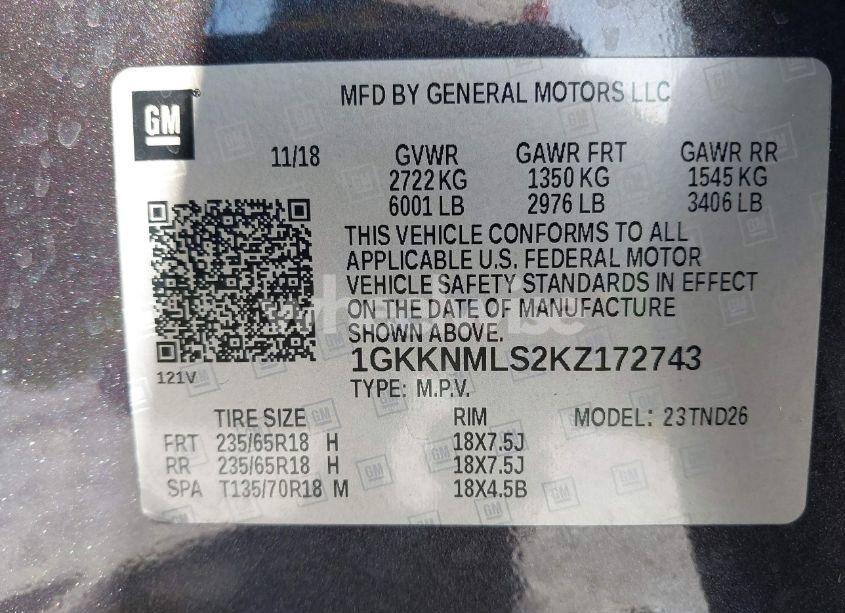 GM
MFD BY GENERAL MOTORS LLC
11/18 GVWR GAWR FRT GAWR RR
2722 KG 1350 KG 1545 KG
6001 LB 2976 LB 3406 LB
THIS VEHICLE CONFORMS TO ALL
APPLICABLE U.S. FEDERAL MOTOR
VEHICLE SAFETY STANDARDS IN EFFECT
ON THE DATE OF MANUFACTURE
SHOWN ABOVE.
1GKKNMLS2KZ172743
121V
TYPE: M.P.V.
TIRE SIZE RIM MODEL: 23TND26
FRT 235/65R18 H 18X7.5J
RR 235/65R18 H 18X7.5J
SPA T135/70R18 M 18X4.5B